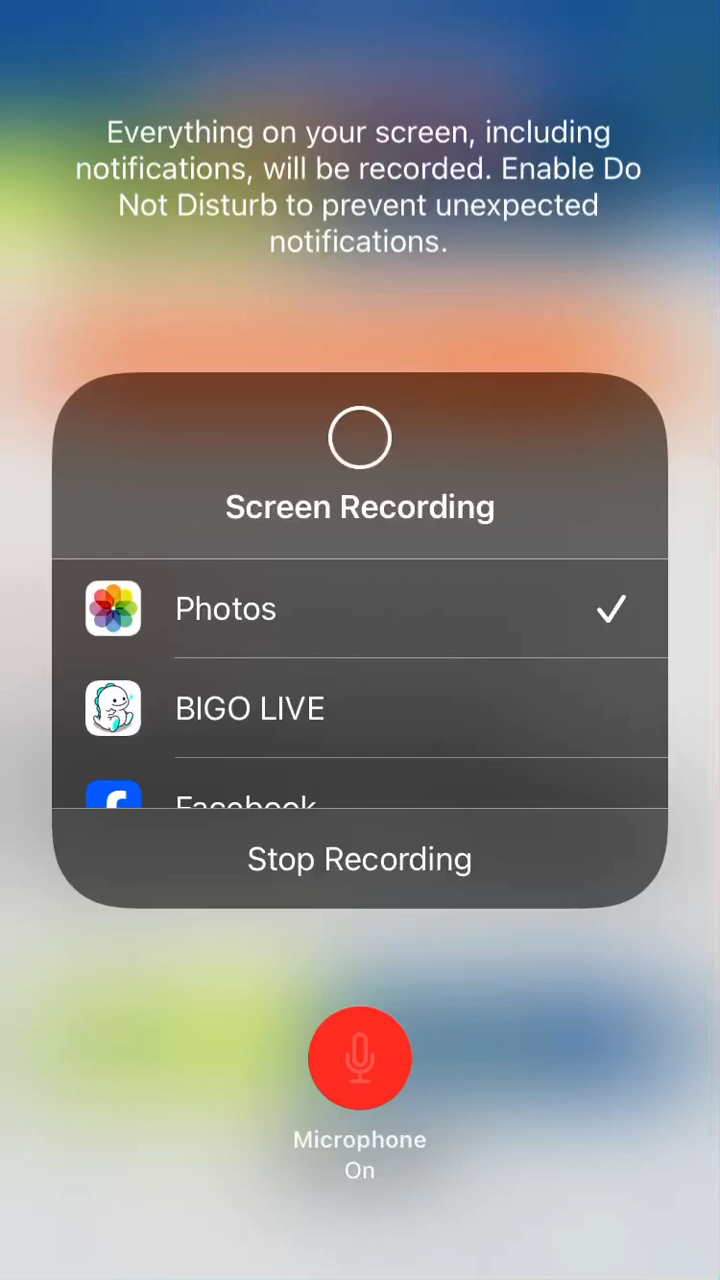 Everything on your screen, including
notifications, will be recorded. Enable Do
Not Disturb to prevent unexpected
notifications.
Screen Recording
Photos
BIGO LIVE
Facebook
Stop Recording
Microphone
On